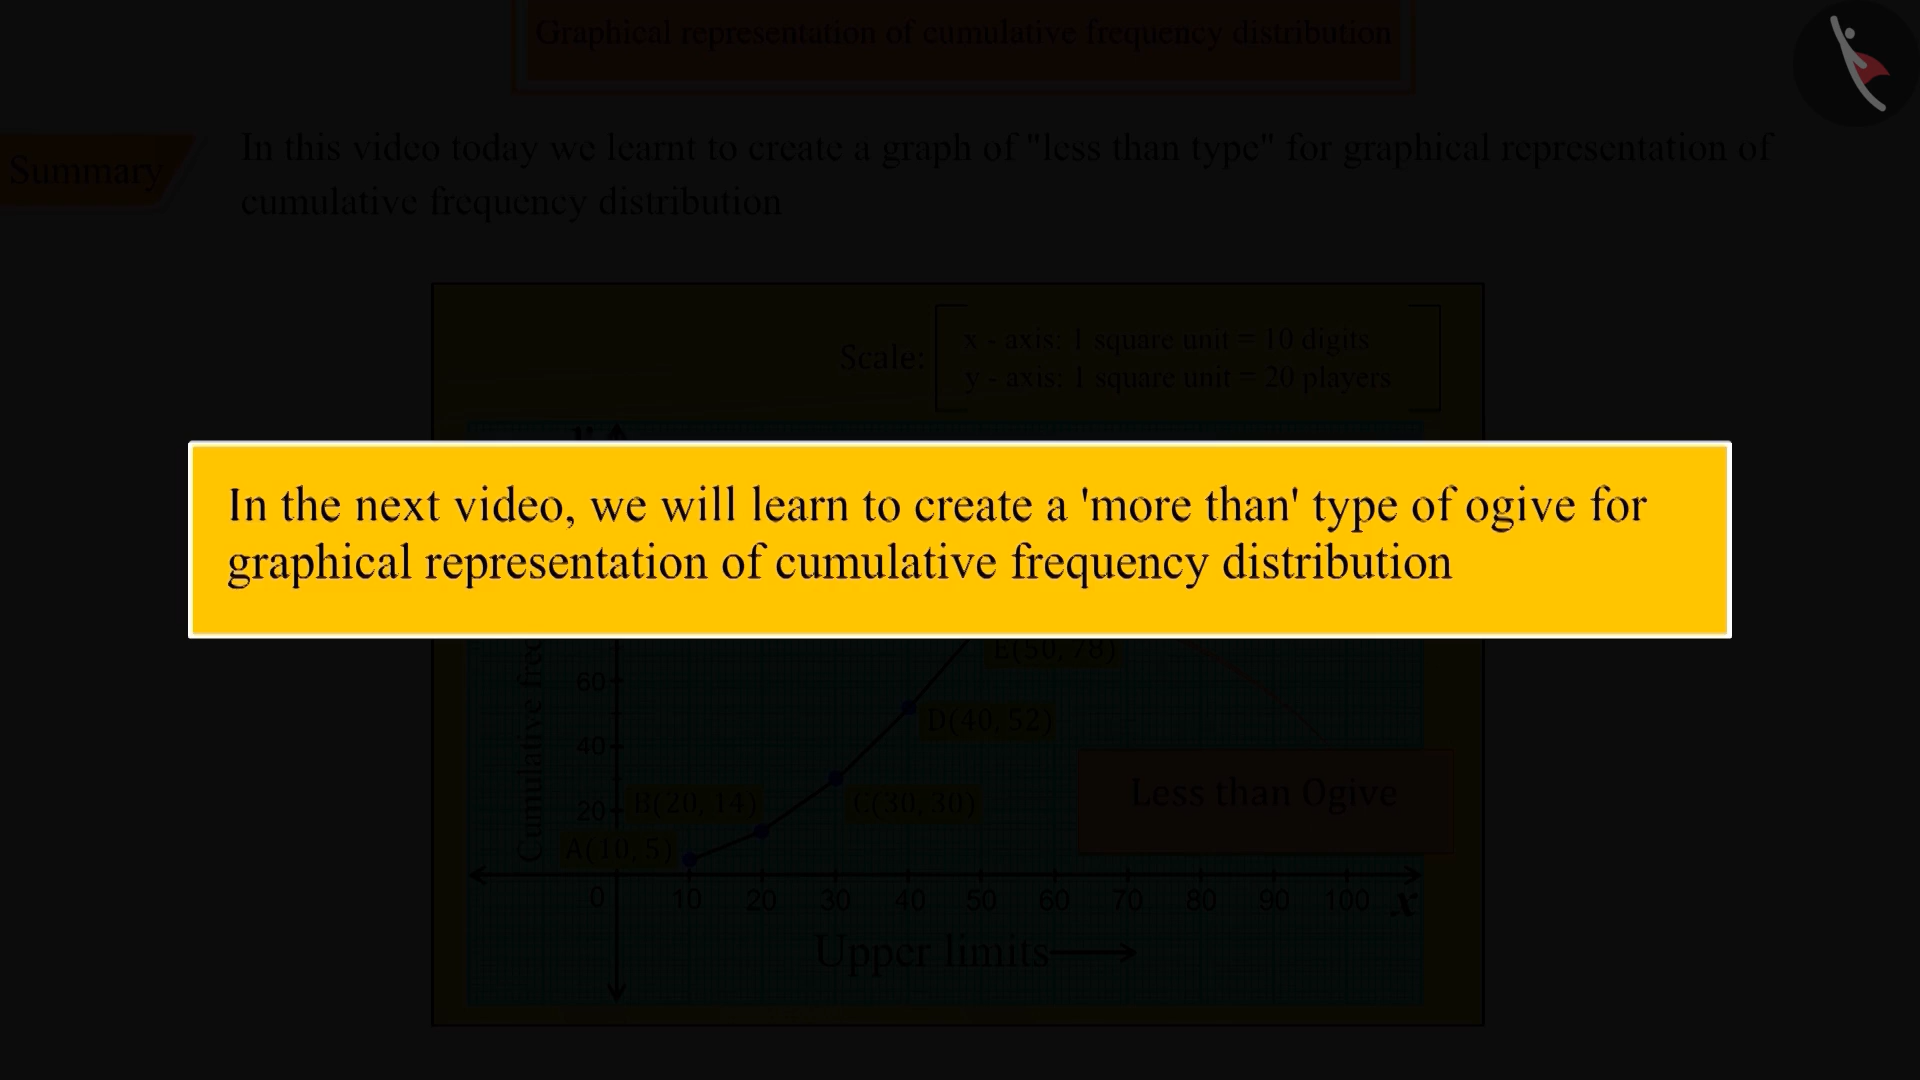 Graphical representation of cumulative frequency distribution
Summary
In this video today we learnt to create a graph of "less than type" for graphical representation of
cumulative frequency distribution
Scale:
x - axis: 1 square unit = 10 digits
y - axis: 1 square unit = 20 players
y
In the next video, we will learn to create a 'more than' type of ogive for
graphical representation of cumulative frequency distribution
E(50, 78)
60
D(40, 52)
40
Less than Ogive
B(20, 14)
C(30, 30)
20
Cumulative
A(10, 5)
0 10 20 30 40 50 60 70 80 90 100 x
Upper limits